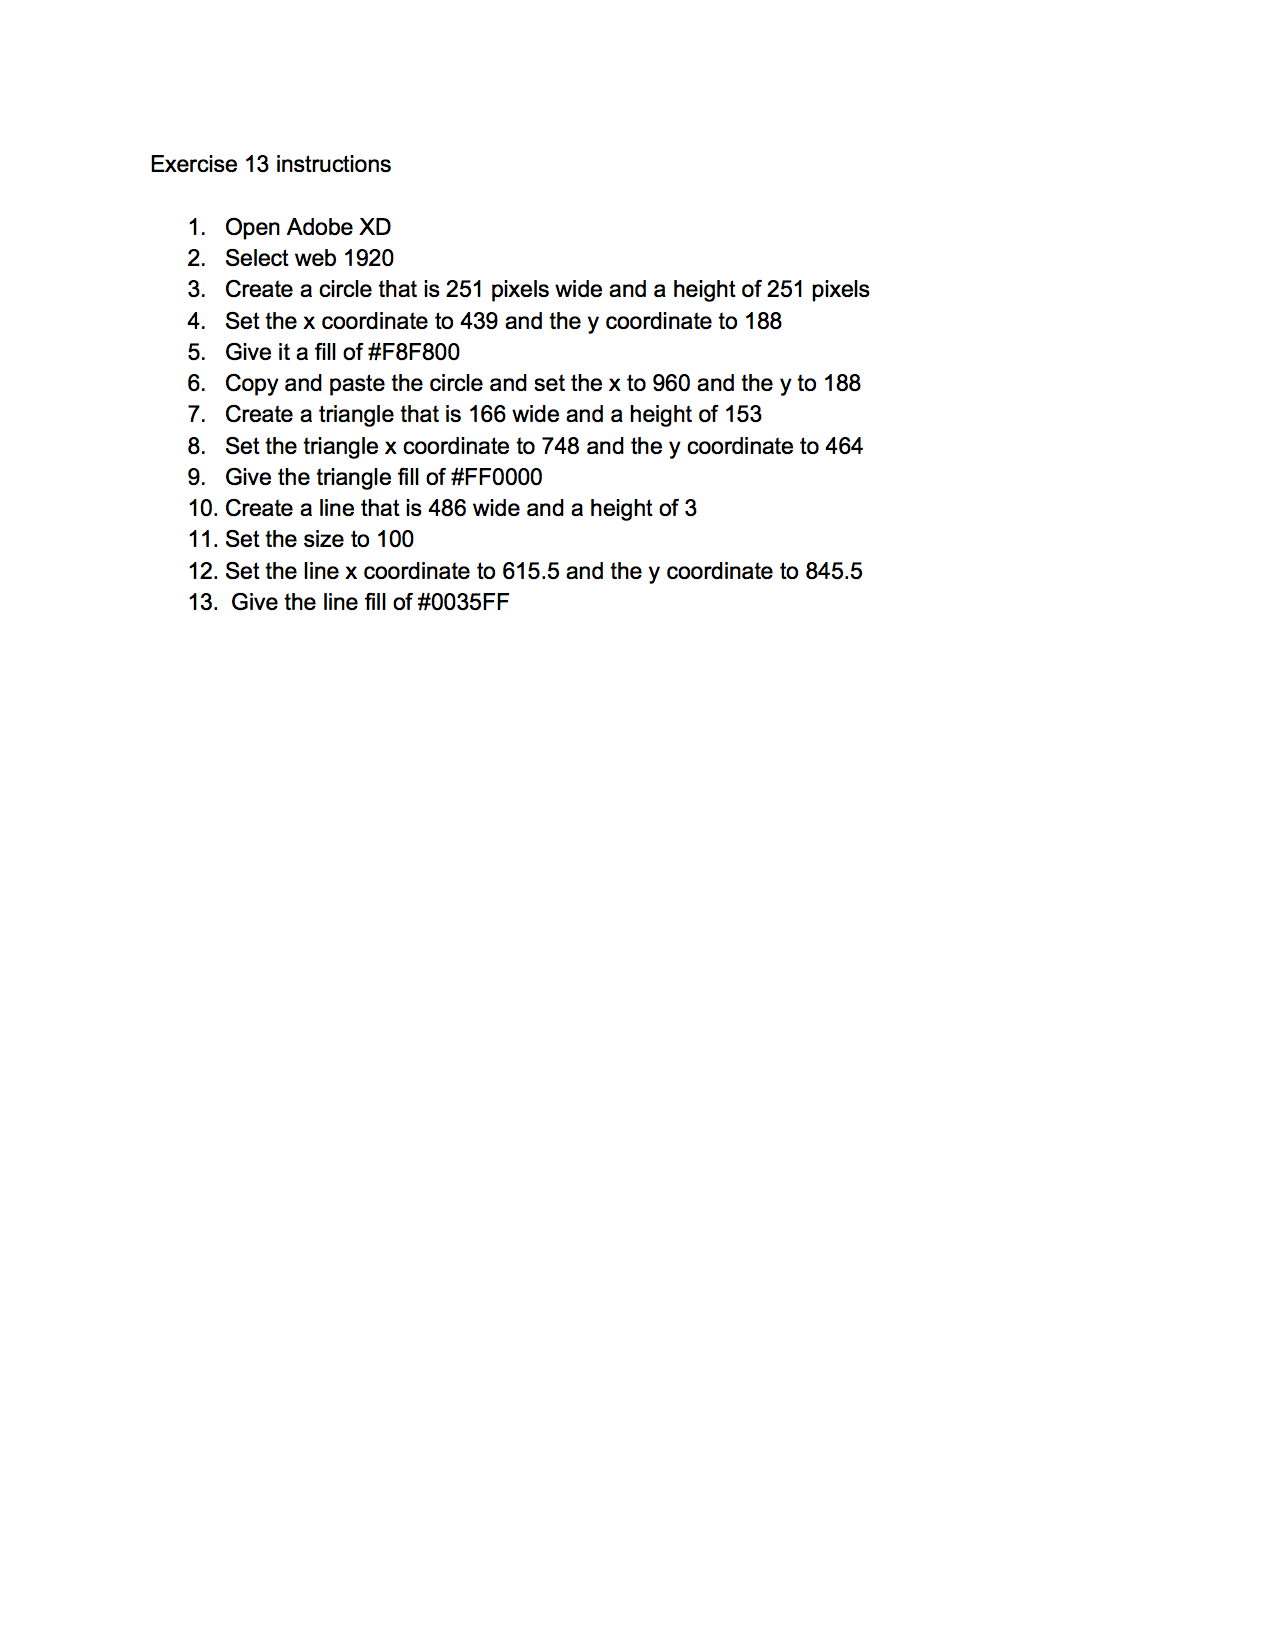 Exercise 13 instructions
1. Open Adobe XD
2. Select web 1920
3. Create a circle that is 251 pixels wide and a height of 251 pixels
4. Set the x coordinate to 439 and the y coordinate to 188
5. Give it a fill of #F8F800
6. Copy and paste the circle and set the x to 960 and the y to 188
7. Create a triangle that is 166 wide and a height of 153
8. Set the triangle x coordinate to 748 and the y coordinate to 464
9. Give the triangle fill of #FF0000
10. Create a line that is 486 wide and a height of 3
11. Set the size to 100
12. Set the line x coordinate to 615.5 and the y coordinate to 845.5
13. Give the line fill of #0035FF